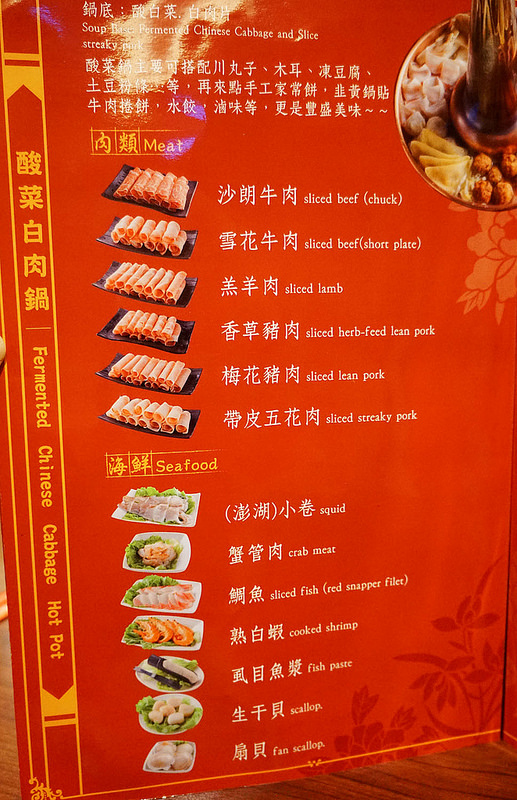 鍋底：酸白菜．白肉片
Soup Base: Fermented Chinese Cabbage and Slice
streaky pork
酸菜鍋主要可搭配川丸子、木耳、凍豆腐、
土豆粉條…等，再來點手工家常餅，韭黃鍋貼
牛肉捲餅，水餃，滷味等，更是豐盛美味～～
酸菜白肉鍋
Fermented Chinese Cabbage Hot Pot
肉類 Meat
沙朗牛肉 sliced beef (chuck)
雪花牛肉 sliced beef(short plate)
羔羊肉 sliced lamb
香草豬肉 sliced herb-feed lean pork
梅花豬肉 sliced lean pork
帶皮五花肉 sliced streaky pork
海鮮 Seafood
(澎湖)小卷 squid
蟹管肉 crab meat
鯛魚 sliced fish (red snapper filet)
熟白蝦 cooked shrimp
虱目魚漿 fish paste
生干貝 scallop.
扇貝 fan scallop.